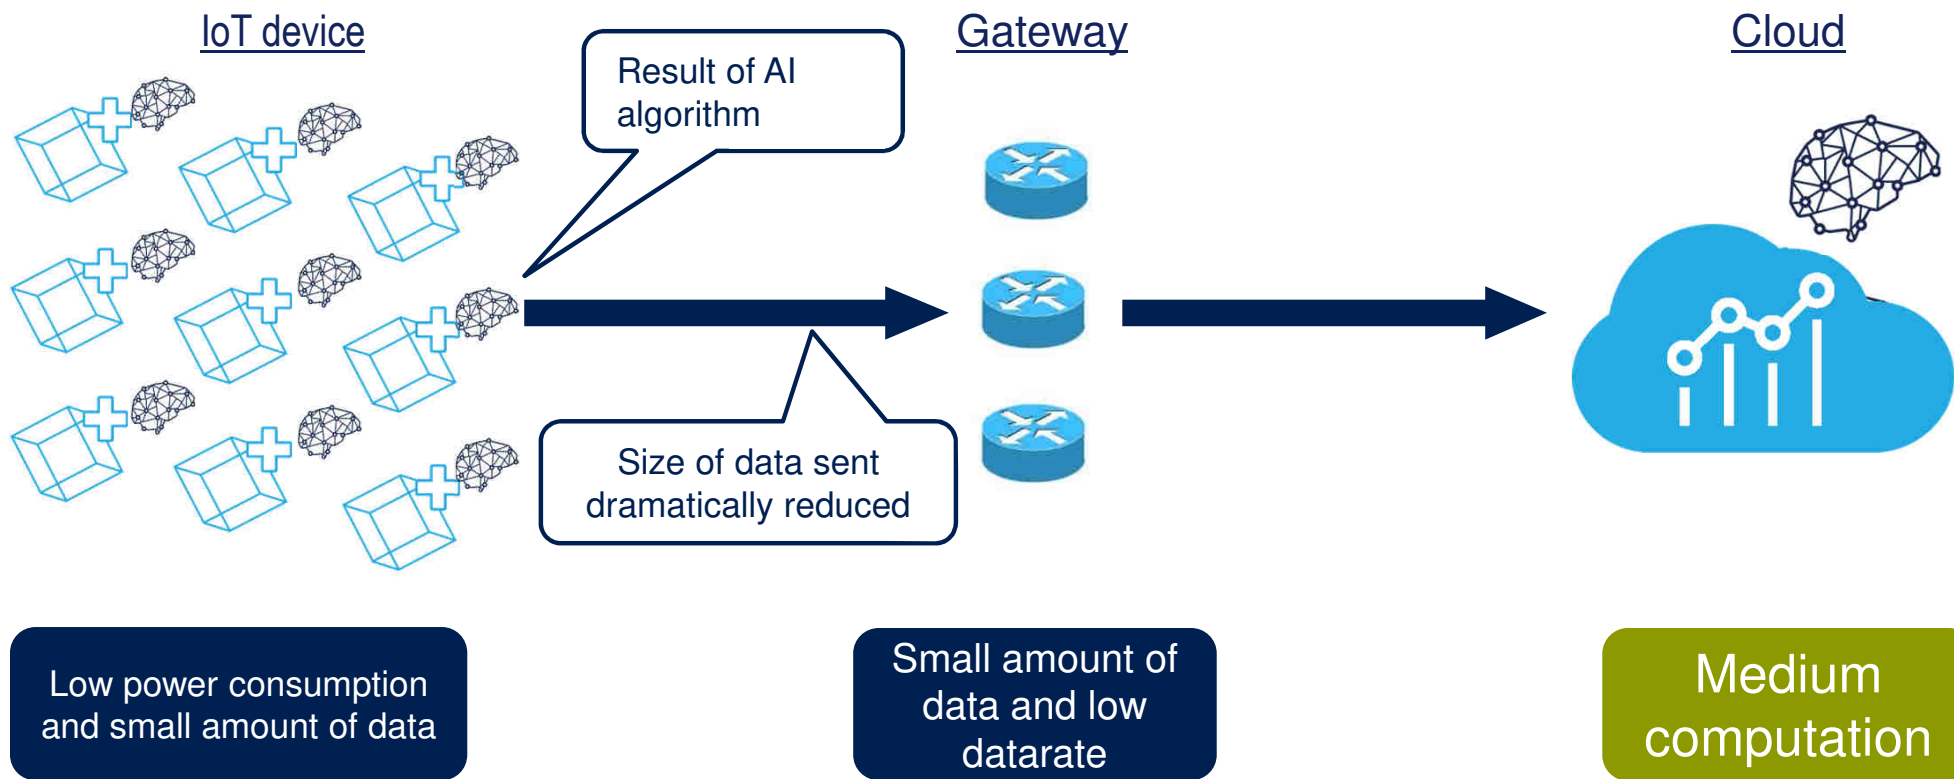 IoT device
Gateway
Cloud
Result of AI
algorithm
Size of data sent
dramatically reduced
Low power consumption
and small amount of data
Small amount of
data and low
datarate
Medium
computation